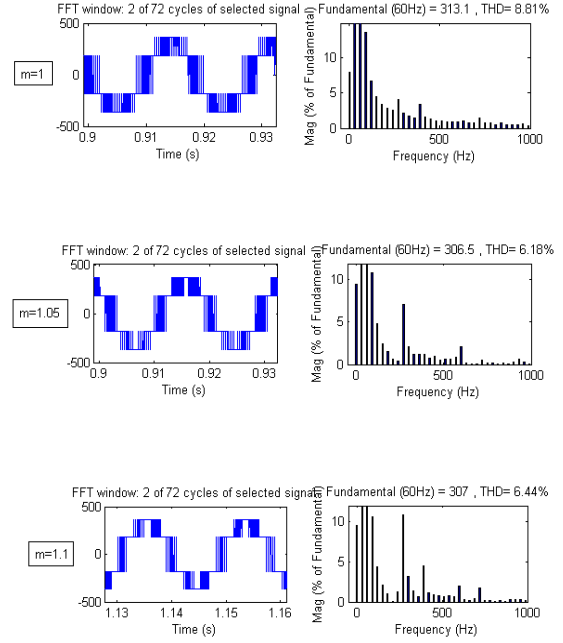 FFT window: 2 of 72 cycles of selected signal
Fundamental (60Hz) = 313.1 , THD= 8.81%
m=1
500
0
-500
0.9 0.91 0.92 0.93
Time (s)
Mag (% of Fundamental)
10
5
0
0 500 1000
Frequency (Hz)
FFT window: 2 of 72 cycles of selected signal
Fundamental (60Hz) = 306.5 , THD= 6.18%
m=1.05
500
0
-500
0.9 0.91 0.92 0.93
Time (s)
Mag (% of Fundamental)
10
5
0
0 500 1000
Frequency (Hz)
FFT window: 2 of 72 cycles of selected signal
Fundamental (60Hz) = 307 , THD= 6.44%
m=1.1
500
0
-500
1.13 1.14 1.15 1.16
Time (s)
Mag (% of Fundamental)
10
5
0
0 500 1000
Frequency (Hz)